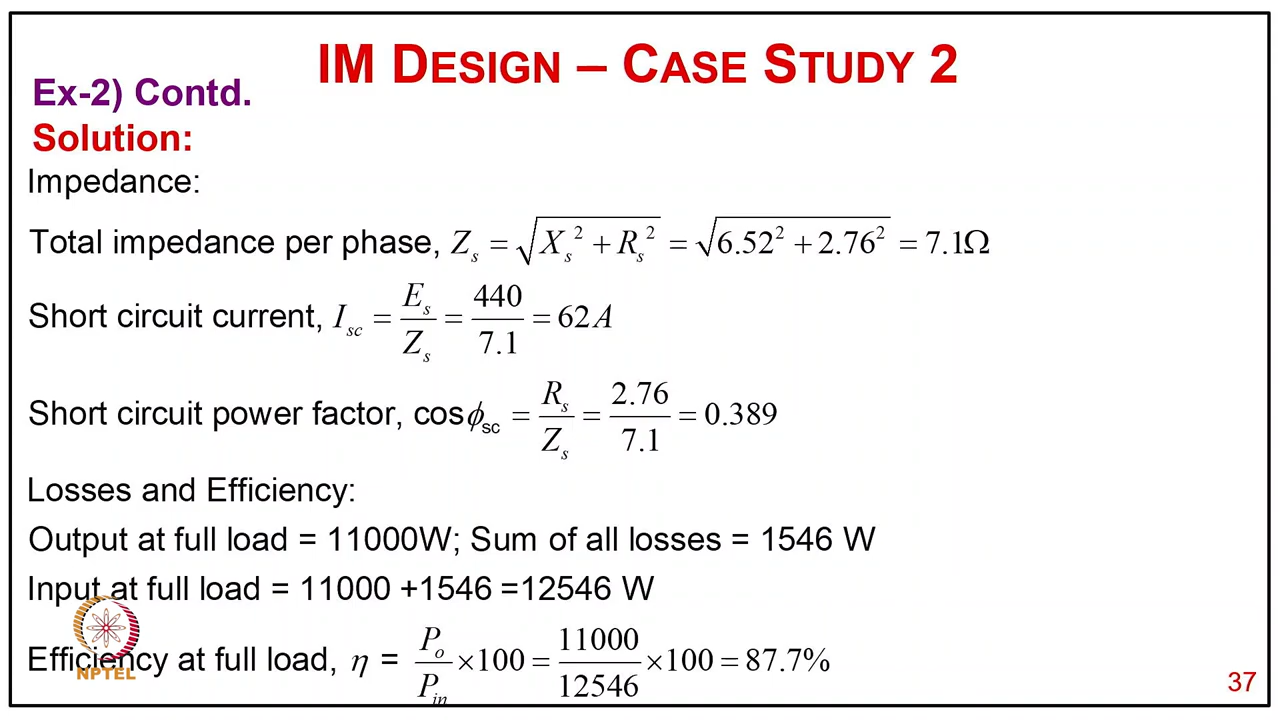 IM DESIGN – CASE STUDY 2
Ex-2) Contd.
Solution:
Impedance:
Total impedance per phase, Z_s = √(X_s² + R_s²) = √(6.52² + 2.76²) = 7.1Ω
Short circuit current, I_sc = E_s/Z_s = 440/7.1 = 62A
Short circuit power factor, cosϕ_sc = R_s/Z_s = 2.76/7.1 = 0.389
Losses and Efficiency:
Output at full load = 11000W; Sum of all losses = 1546 W
Input at full load = 11000 +1546 =12546 W
Efficiency at full load, η = P_o/P_in ×100 = 11000/12546 ×100 = 87.7%
NPTEL
37